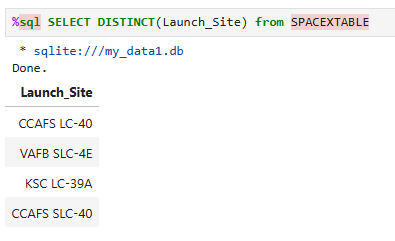 %sql SELECT DISTINCT(Launch_Site) from SPACEXTABLE
* sqlite:///my_data1.db
Done.
Launch_Site
CCAFS LC-40
VAFB SLC-4E
KSC LC-39A
CCAFS SLC-40